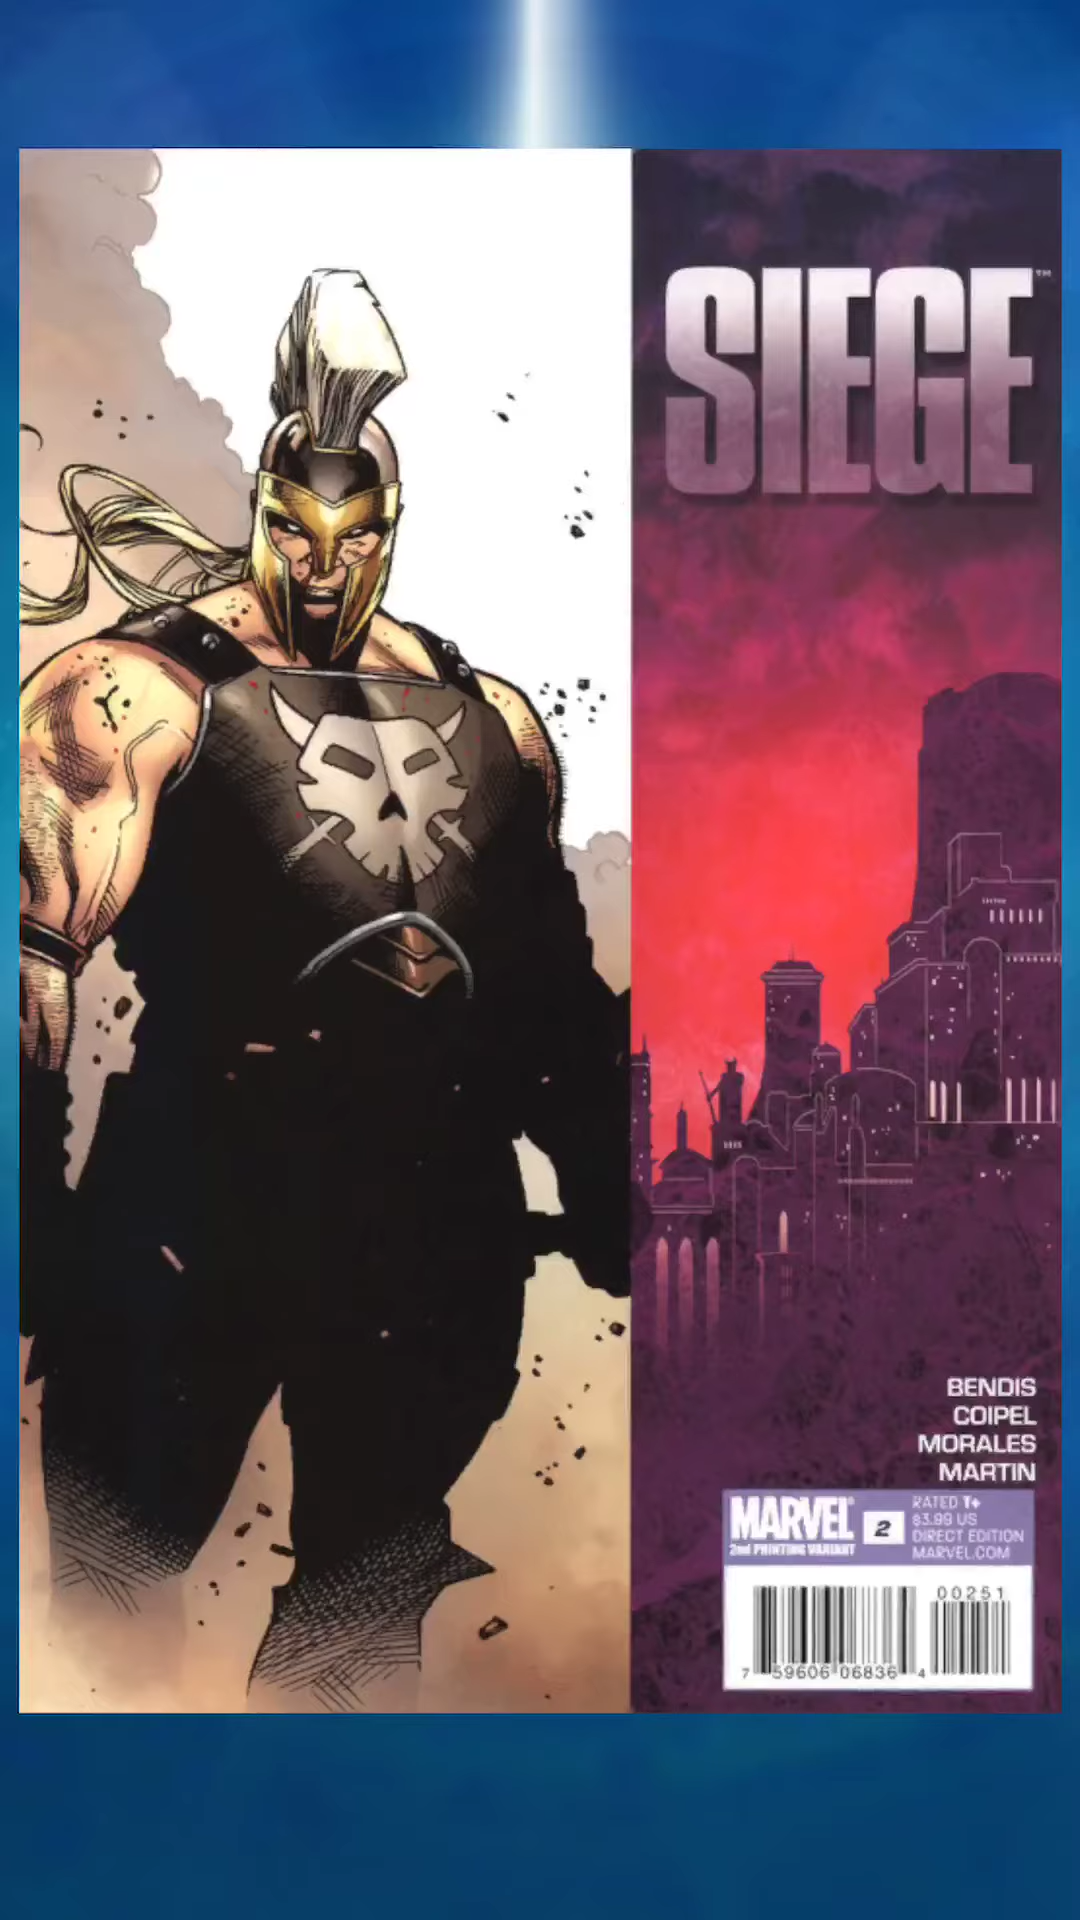 SIEGE™
BENDIS
COIPEL
MORALES
MARTIN
MARVEL®
2nd PRINTING VARIANT
2
RATED T+
$3.99 US
DIRECT EDITION
MARVEL.COM
00251
7 59606 06836 4